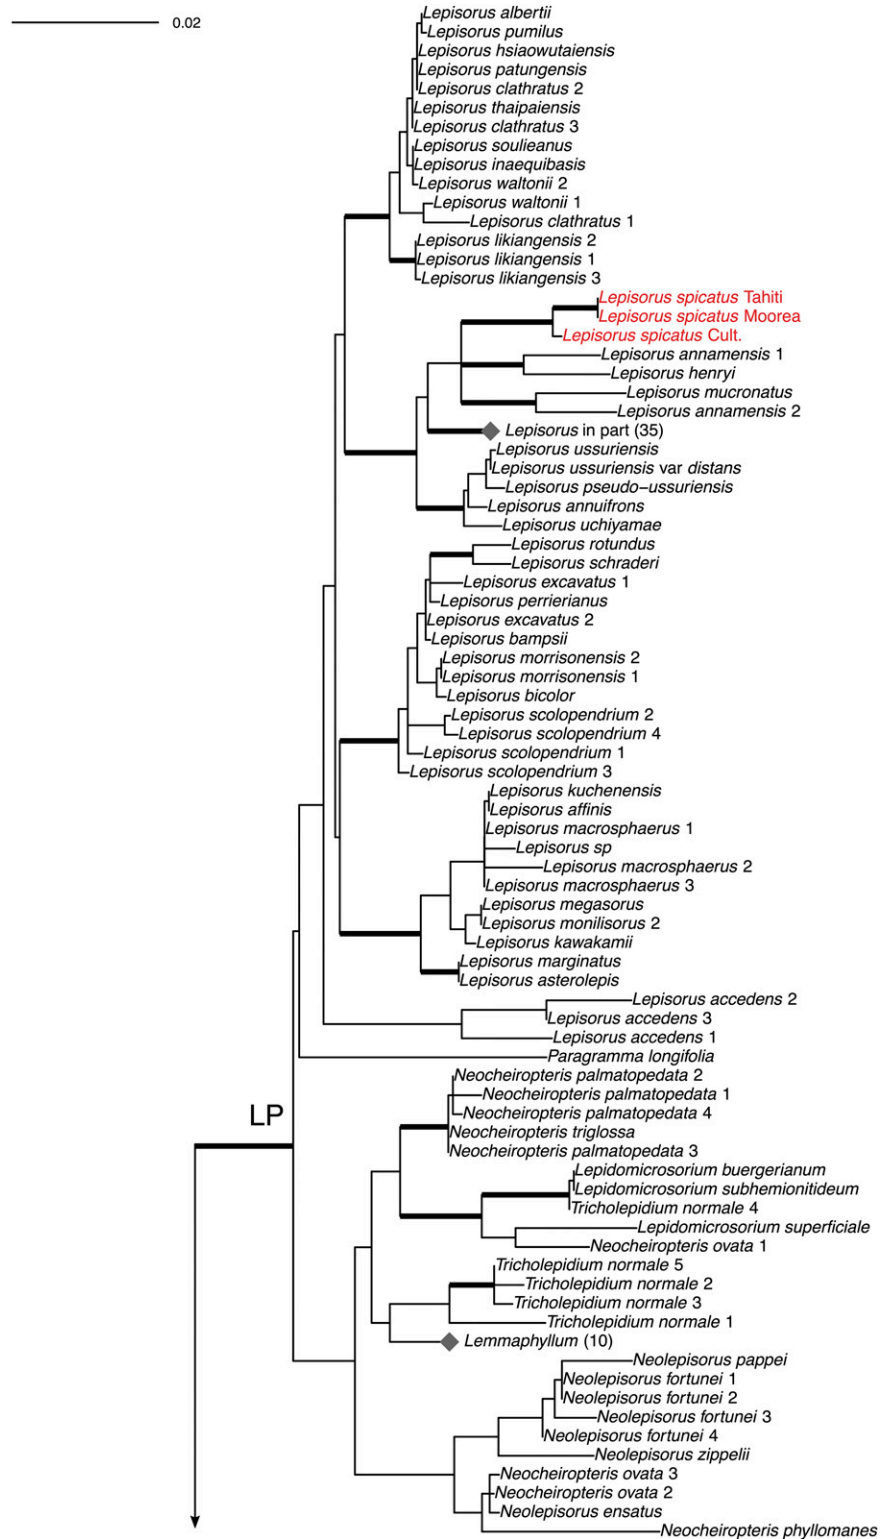 0.02
Lepisorus albertii
Lepisorus pumilus
Lepisorus hsiaowutaiensis
Lepisorus patungensis
Lepisorus clathratus 2
Lepisorus thaipaiensis
Lepisorus clathratus 3
Lepisorus soulieanus
Lepisorus inaequibasis
Lepisorus waltonii 2
Lepisorus waltonii 1
Lepisorus clathratus 1
Lepisorus likiangensis 2
Lepisorus likiangensis 1
Lepisorus likiangensis 3
Lepisorus spicatus Tahiti
Lepisorus spicatus Moorea
Lepisorus spicatus Cult.
Lepisorus annamensis 1
Lepisorus henryi
Lepisorus mucronatus
Lepisorus annamensis 2
Lepisorus in part (35)
Lepisorus ussuriensis
Lepisorus ussuriensis var distans
Lepisorus pseudo−ussuriensis
Lepisorus annuifrons
Lepisorus uchiyamae
Lepisorus rotundus
Lepisorus schraderi
Lepisorus excavatus 1
Lepisorus perrierianus
Lepisorus excavatus 2
Lepisorus bampsii
Lepisorus morrisonensis 2
Lepisorus morrisonensis 1
Lepisorus bicolor
Lepisorus scolopendrium 2
Lepisorus scolopendrium 4
Lepisorus scolopendrium 1
Lepisorus scolopendrium 3
Lepisorus kuchenensis
Lepisorus affinis
Lepisorus macrosphaerus 1
Lepisorus sp
Lepisorus macrosphaerus 2
Lepisorus macrosphaerus 3
Lepisorus megasorus
Lepisorus monilisorus 2
Lepisorus kawakamii
Lepisorus marginatus
Lepisorus asterolepis
Lepisorus accedens 2
Lepisorus accedens 3
Lepisorus accedens 1
Paragramma longifolia
Neocheiropteris palmatopedata 2
Neocheiropteris palmatopedata 1
Neocheiropteris palmatopedata 4
Neocheiropteris triglossa
Neocheiropteris palmatopedata 3
LP
Lepidomicrosorium buergerianum
Lepidomicrosorium subhemionitideum
Tricholepidium normale 4
Lepidomicrosorium superficiale
Neocheiropteris ovata 1
Tricholepidium normale 5
Tricholepidium normale 2
Tricholepidium normale 3
Tricholepidium normale 1
Lemmaphyllum (10)
Neolepisorus pappei
Neolepisorus fortunei 1
Neolepisorus fortunei 2
Neolepisorus fortunei 3
Neolepisorus fortunei 4
Neolepisorus zippelii
Neocheiropteris ovata 3
Neocheiropteris ovata 2
Neolepisorus ensatus
Neocheiropteris phyllomanes